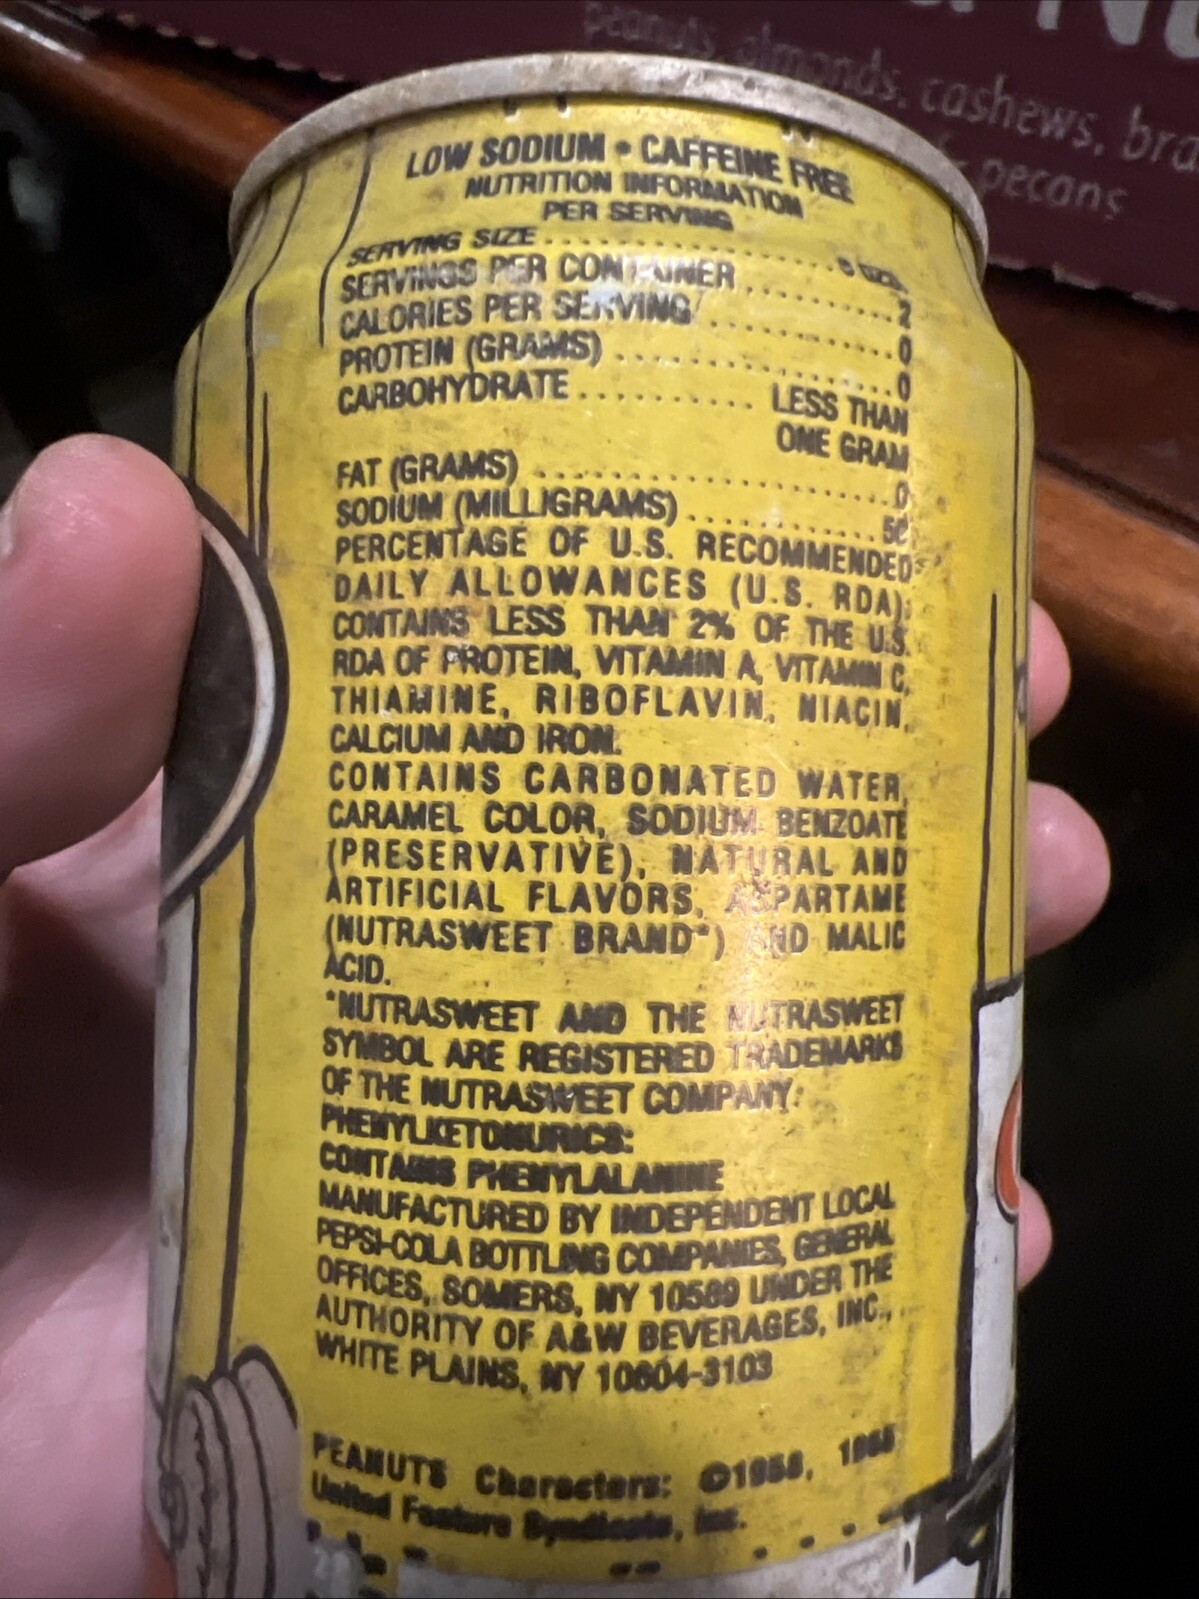 peanuts, almonds, cashews, bra
pecans
LOW SODIUM • CAFFEINE FREE
NUTRITION INFORMATION
PER SERVING
SERVING SIZE
SERVINGS PER CONTAINER 2
CALORIES PER SERVING 0
PROTEIN (GRAMS) 0
CARBOHYDRATE LESS THAN
ONE GRAM
FAT (GRAMS) 0
SODIUM (MILLIGRAMS)
PERCENTAGE OF U.S. RECOMMENDED
DAILY ALLOWANCES (U.S. RDA):
CONTAINS LESS THAN 2% OF THE U.S.
RDA OF PROTEIN, VITAMIN A, VITAMIN C,
THIAMINE, RIBOFLAVIN, NIACIN,
CALCIUM AND IRON.
CONTAINS CARBONATED WATER,
CARAMEL COLOR, SODIUM BENZOATE
(PRESERVATIVE), NATURAL AND
ARTIFICIAL FLAVORS, ASPARTAME
(NUTRASWEET BRAND*) AND MALIC
ACID.
*NUTRASWEET AND THE NUTRASWEET
SYMBOL ARE REGISTERED TRADEMARKS
OF THE NUTRASWEET COMPANY.
PHENYLKETONURICS:
CONTAINS PHENYLALANINE
MANUFACTURED BY INDEPENDENT LOCAL
PEPSI-COLA BOTTLING COMPANIES, GENERAL
OFFICES, SOMERS, NY 10589 UNDER THE
AUTHORITY OF A&W BEVERAGES, INC.,
WHITE PLAINS, NY 10604-3103
PEANUTS Characters: ©
United Feature Syndicate, Inc.